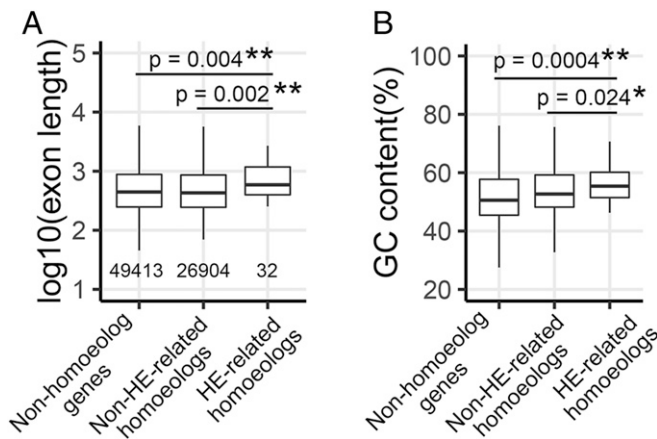 A
log10(exon length)
5
4
3
2
1
p = 0.004**
p = 0.002**
49413 26904 32
Non-homoeolog
genes
Non-HE-related
homoeologs
HE-related
homoeologs
B
GC content(%)
100
80
60
40
20
p = 0.0004**
p = 0.024*
Non-homoeolog
genes
Non-HE-related
homoeologs
HE-related
homoeologs